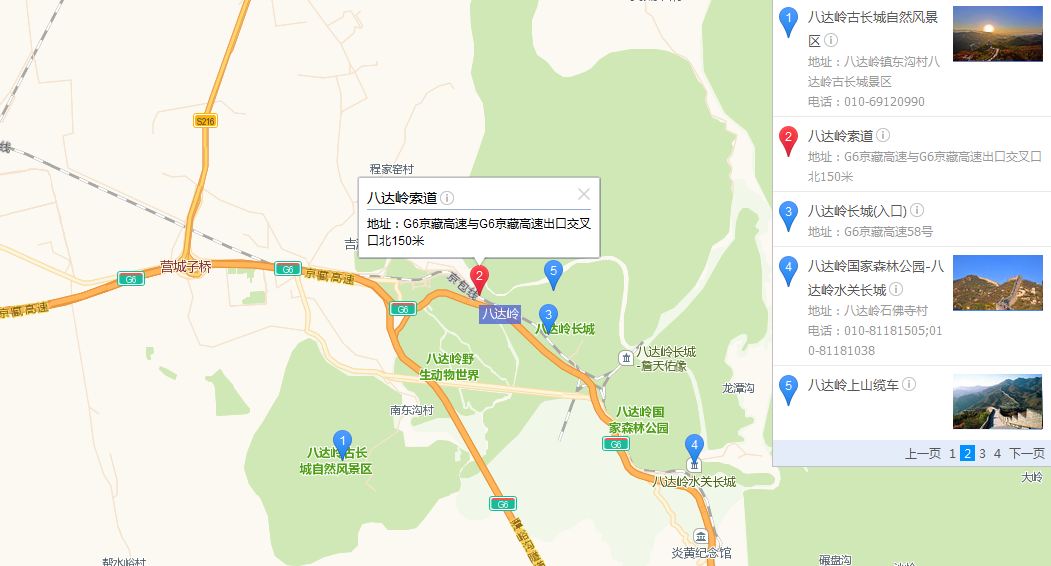 S216
程家窑村
八达岭索道
地址：G6京藏高速与G6京藏高速出口交叉
口北150米
营城子桥
G6
G6
京藏高速
京藏高速
京包线
2
5
G6
八达岭
3
八达岭长城
八达岭野
生动物世界
八达岭长城
-詹天佑像
龙潭沟
南东沟村
八达岭国
家森林公园
G6
1
八达岭古长
城自然风景区
4
八达岭水关长城
G6
炎黄纪念馆
帮水峪村
碾盘沟
大岭
1
八达岭古长城自然风景
区
地址：八达岭镇东沟村八
达岭古长城景区
电话：010-69120990
2
八达岭索道
地址：G6京藏高速与G6京藏高速出口交叉口
北150米
3
八达岭长城(入口)
地址：G6京藏高速58号
4
八达岭国家森林公园-八
达岭水关长城
地址：八达岭石佛寺村
电话：010-81181505;01
0-81181038
5
八达岭上山缆车
上一页 1 2 3 4 下一页